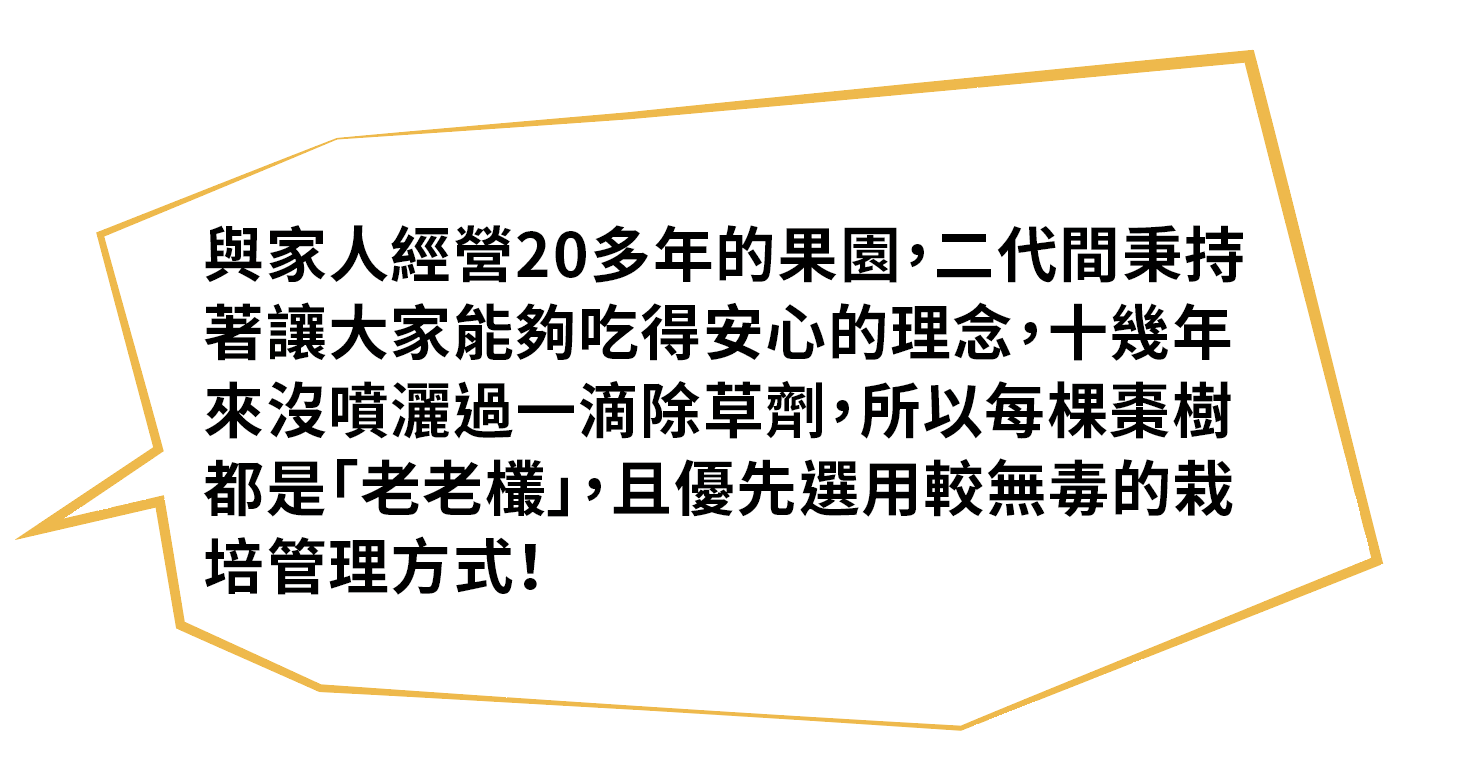 與家人經營20多年的果園，二代間秉持
著讓大家能夠吃得安心的理念，十幾年
來沒噴灑過一滴除草劑，所以每棵棗樹
都是「老老欉」，且優先選用較無毒的栽
培管理方式！